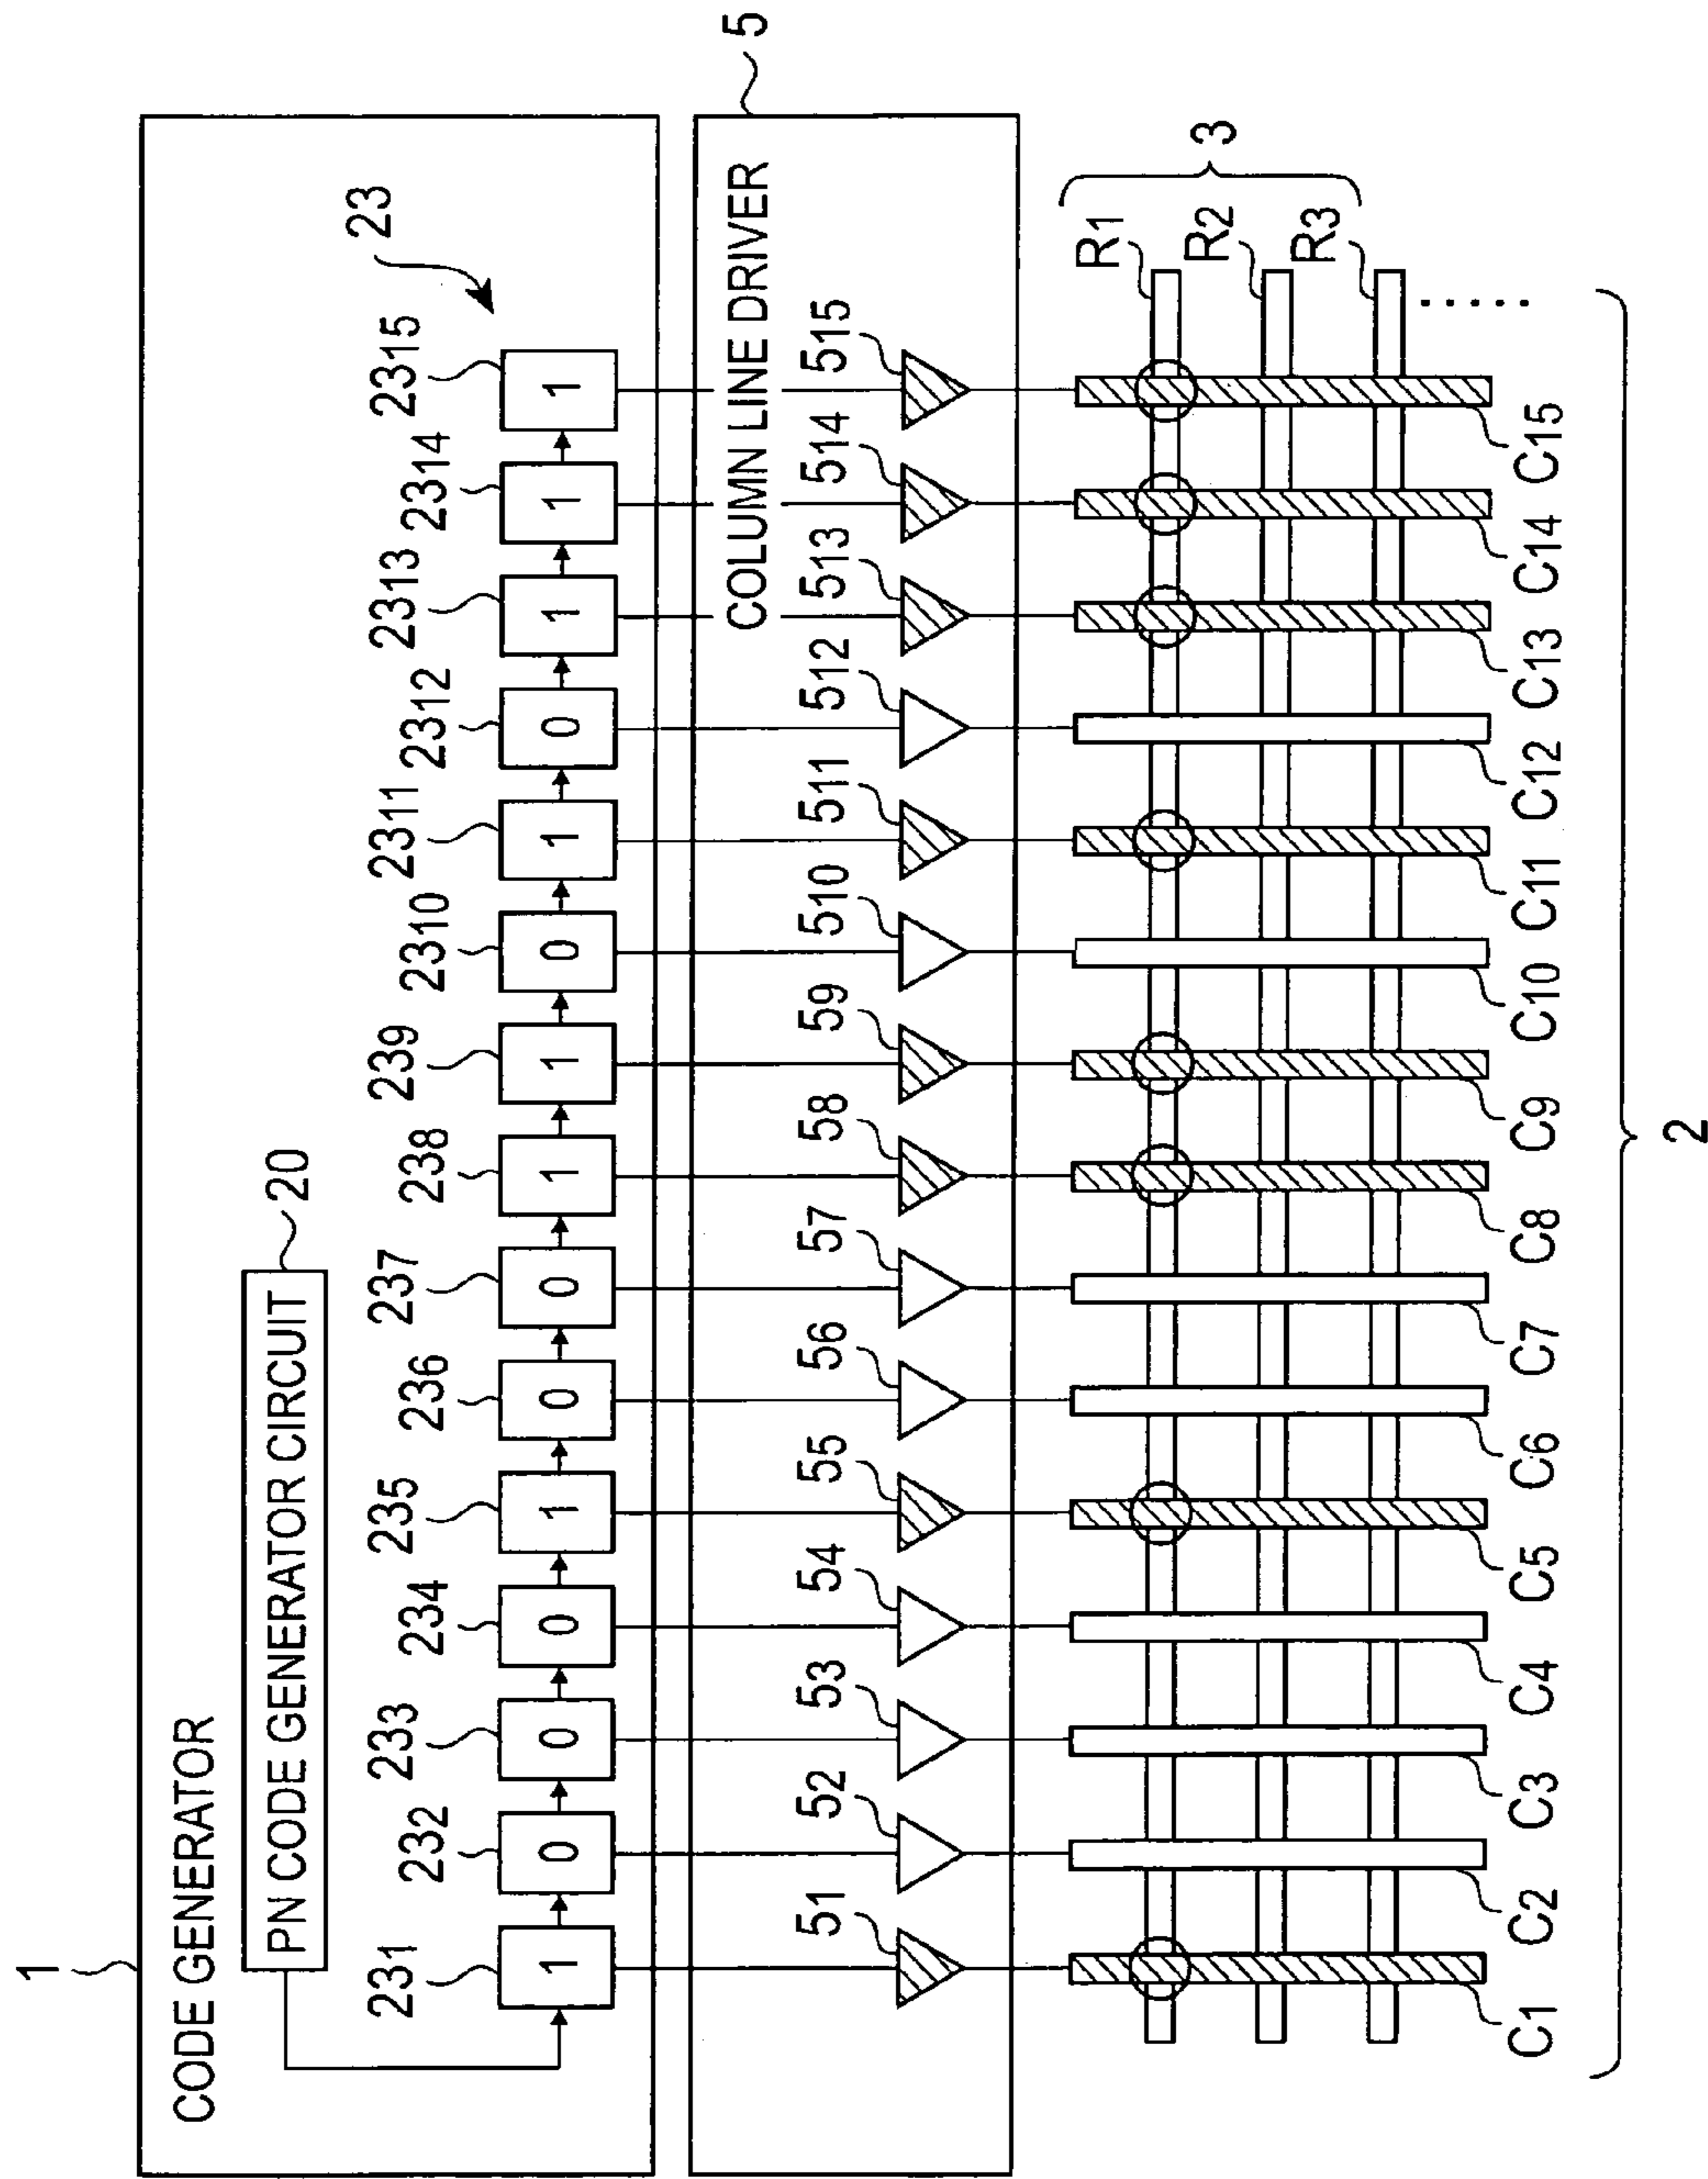 1
CODE GENERATOR
PN CODE GENERATOR CIRCUIT
20
23
23₁ 23₂ 23₃ 23₄ 23₅ 23₆ 23₇ 23₈ 23₉ 23₁₀ 23₁₁ 23₁₂ 23₁₃ 23₁₄ 23₁₅
1 0 0 0 1 0 0 1 1 0 1 0 1 1 1
5
COLUMN LINE DRIVER
5₁ 5₂ 5₃ 5₄ 5₅ 5₆ 5₇ 5₈ 5₉ 5₁₀ 5₁₁ 5₁₂ 5₁₃ 5₁₄ 5₁₅
3
R₁
R₂
R₃
C₁ C₂ C₃ C₄ C₅ C₆ C₇ C₈ C₉ C₁₀ C₁₁ C₁₂ C₁₃ C₁₄ C₁₅
2